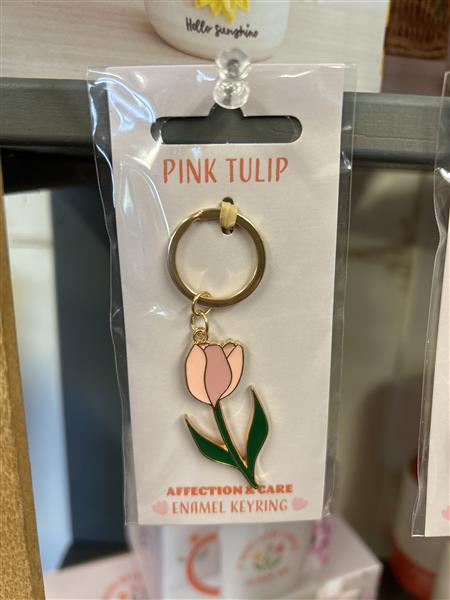 Hello sunshine
PINK TULIP
AFFECTION & CARE
ENAMEL KEYRING